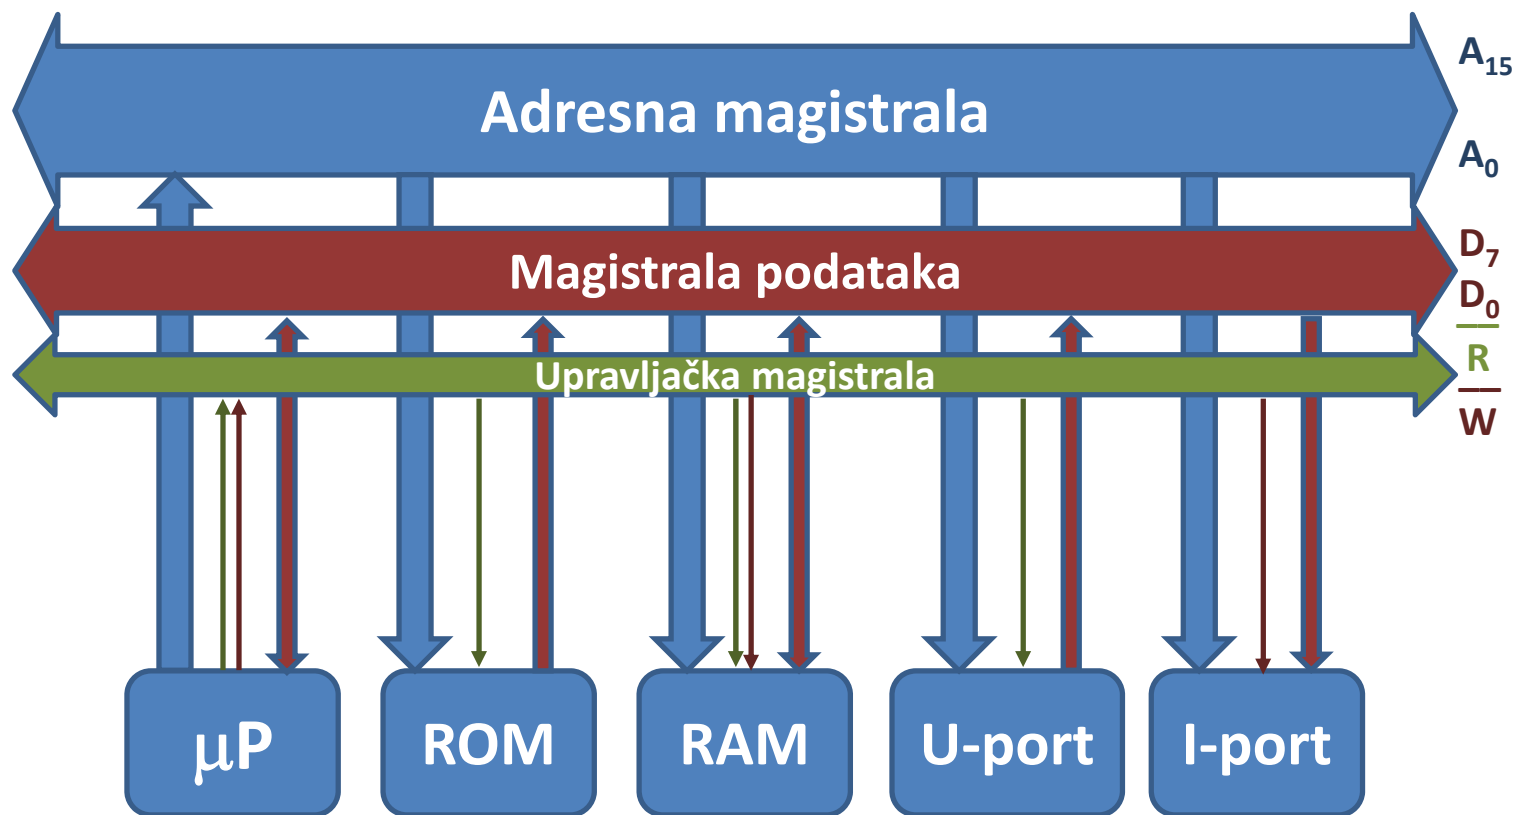 Adresna magistrala
A₁₅
A₀
Magistrala podataka
D₇
D₀
Upravljačka magistrala
R̅
W̅
μP
ROM
RAM
U-port
I-port